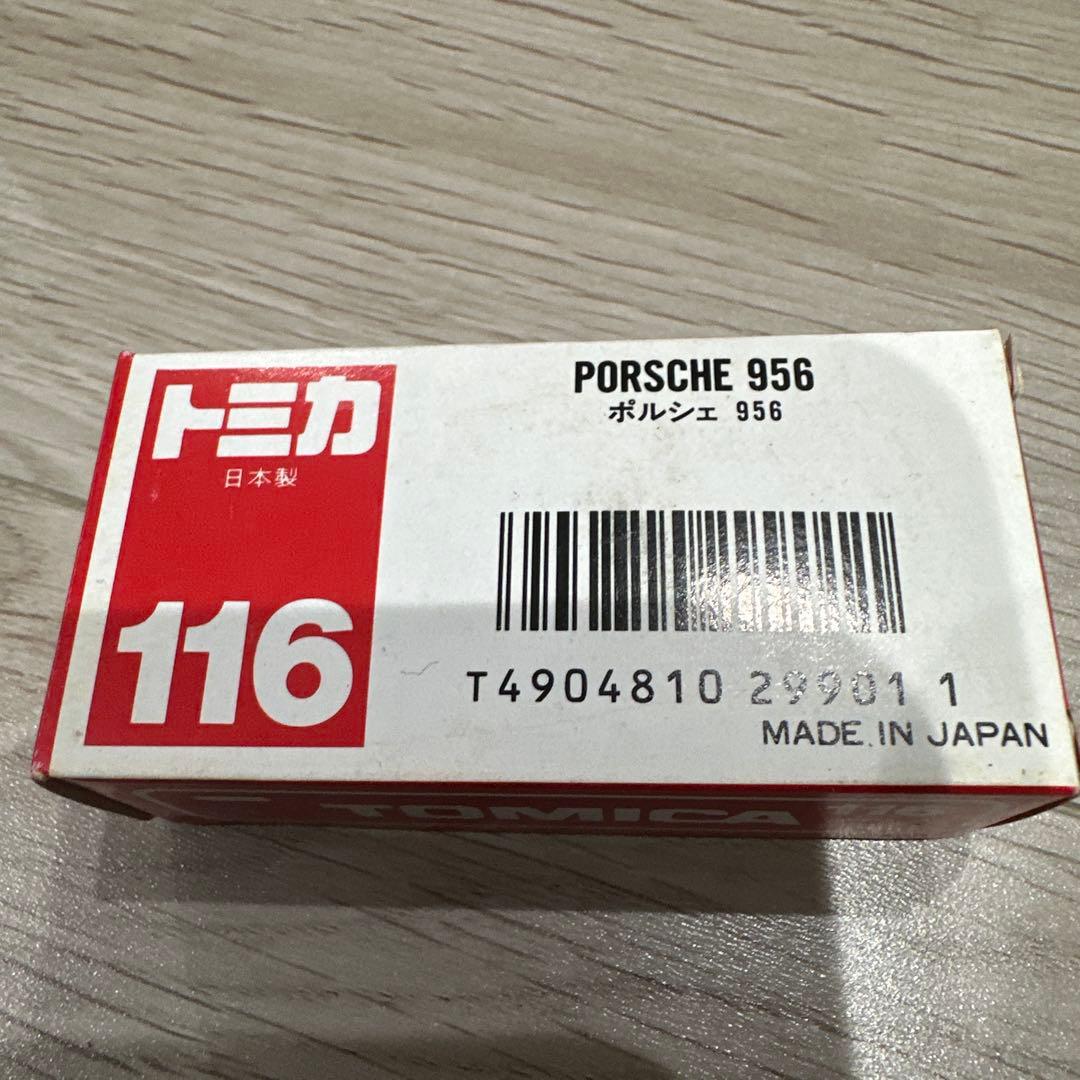 トミカ
日本製
116
PORSCHE 956
ポルシェ 956
T4904810 29901 1
MADE IN JAPAN
TOMICA